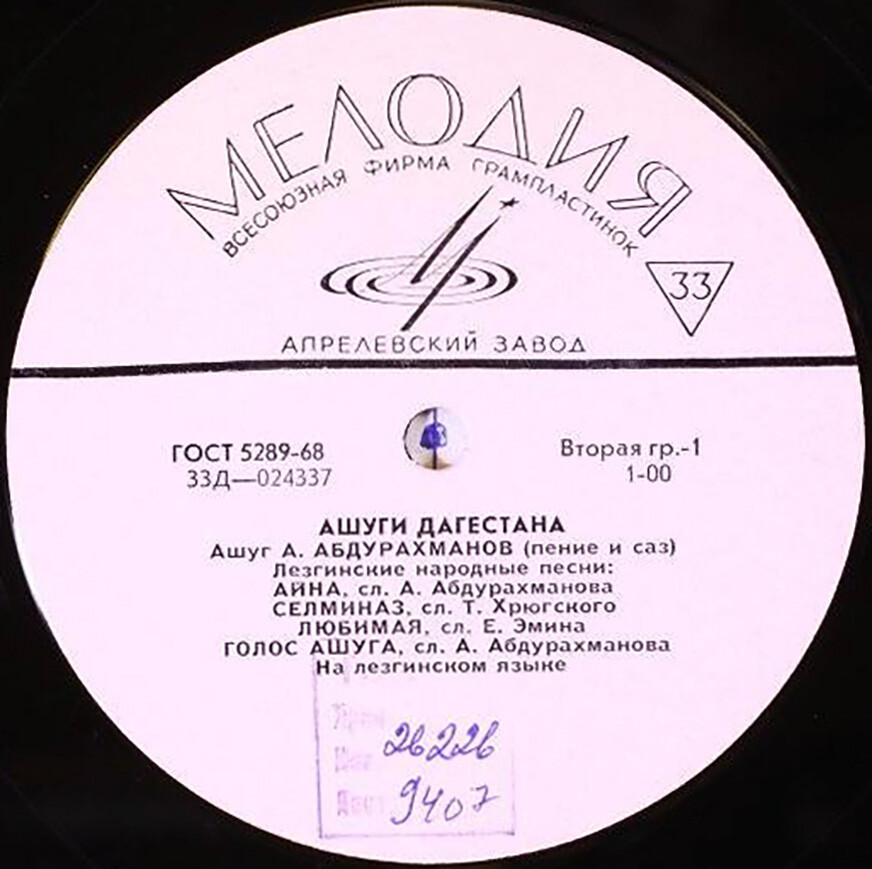 МЕЛОДИЯ
ВСЕСОЮЗНАЯ ФИРМА ГРАМПЛАСТИНОК
33
АПРЕЛЕВСКИЙ ЗАВОД
ГОСТ 5289-68
33Д—024337
Вторая гр.-1
1-00
АШУГИ ДАГЕСТАНА
Ашуг А. АБДУРАХМАНОВ (пение и саз)
Лезгинские народные песни:
АЙНА, сл. А. Абдурахманова
СЕЛМИНАЗ, сл. Т. Хрюгского
ЛЮБИМАЯ, сл. Е. Эмина
ГОЛОС АШУГА, сл. А. Абдурахманова
На лезгинском языке
26226
9407